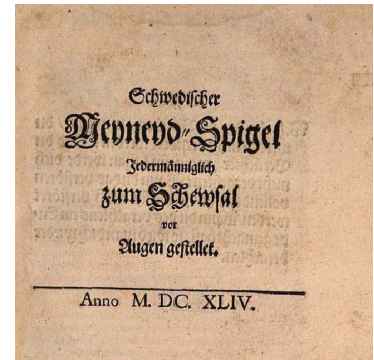 Schwedischer
Meyneyd-Spigel
Jedermänniglich
zum Schewsal
vor
Augen gestellet.
Anno M. DC. XLIV.